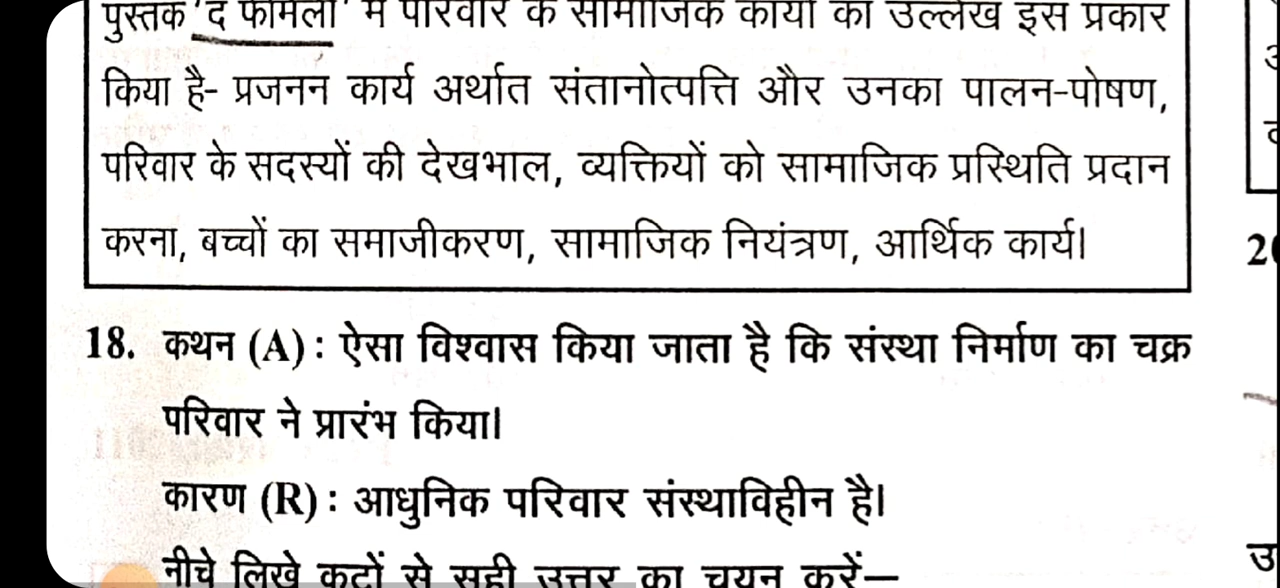 पुस्तक 'द फैमिली' में परिवार के सामाजिक कार्यों का उल्लेख इस प्रकार
किया है- प्रजनन कार्य अर्थात संतानोत्पत्ति और उनका पालन-पोषण,
परिवार के सदस्यों की देखभाल, व्यक्तियों को सामाजिक प्रस्थिति प्रदान
करना, बच्चों का समाजीकरण, सामाजिक नियंत्रण, आर्थिक कार्य।
18. कथन (A) : ऐसा विश्वास किया जाता है कि संस्था निर्माण का चक्र
परिवार ने प्रारंभ किया।
कारण (R) : आधुनिक परिवार संस्थाविहीन है।
नीचे लिखे कूटों से सही उत्तर का चयन करें—